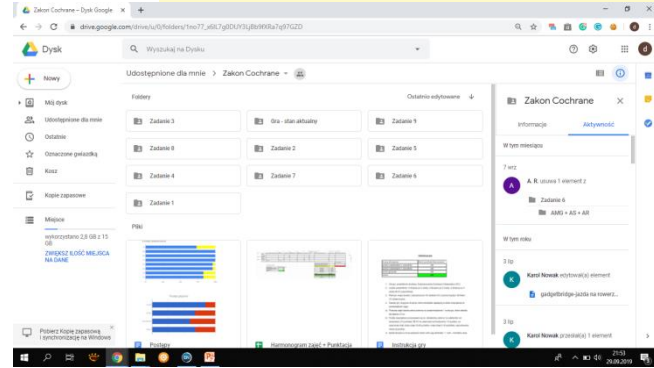 Zakon Cochrane – Dysk Google
drive.google.com/drive/u/0/folders/
Dysk
Wyszukaj na Dysku
Nowy
Mój dysk
Udostępnione dla mnie
Ostatnie
Oznaczone gwiazdką
Kosz
Kopie zapasowe
Miejsce
wykorzystano 2,6 GB z 15 GB
ZWIĘKSZ ILOŚĆ MIEJSCA NA DANE
Pobierz Kopię zapasową i synchronizację na Windows
Udostępnione dla mnie > Zakon Cochrane
Foldery
Ostatnio edytowane
Zadanie 3
Gra - stan aktualny
Zadanie 9
Zadanie 8
Zadanie 2
Zadanie 5
Zadanie 4
Zadanie 7
Zadanie 6
Zadanie 1
Pliki
Postępy
Harmonogram zajęć + Punktacja
Instrukcja gry
Zakon Cochrane
Informacje
Aktywność
W tym miesiącu
7 wrz
A
A. R. usuwa 1 element z
Zadanie 6
AMG + AS + AR
W tym roku
3 lip
K
Karol Nowak edytował(a) element
gadgetbridge-jazda na rowerz...
3 lip
K
Karol Nowak przesłał(a) 1 element
21:53
29.09.2019